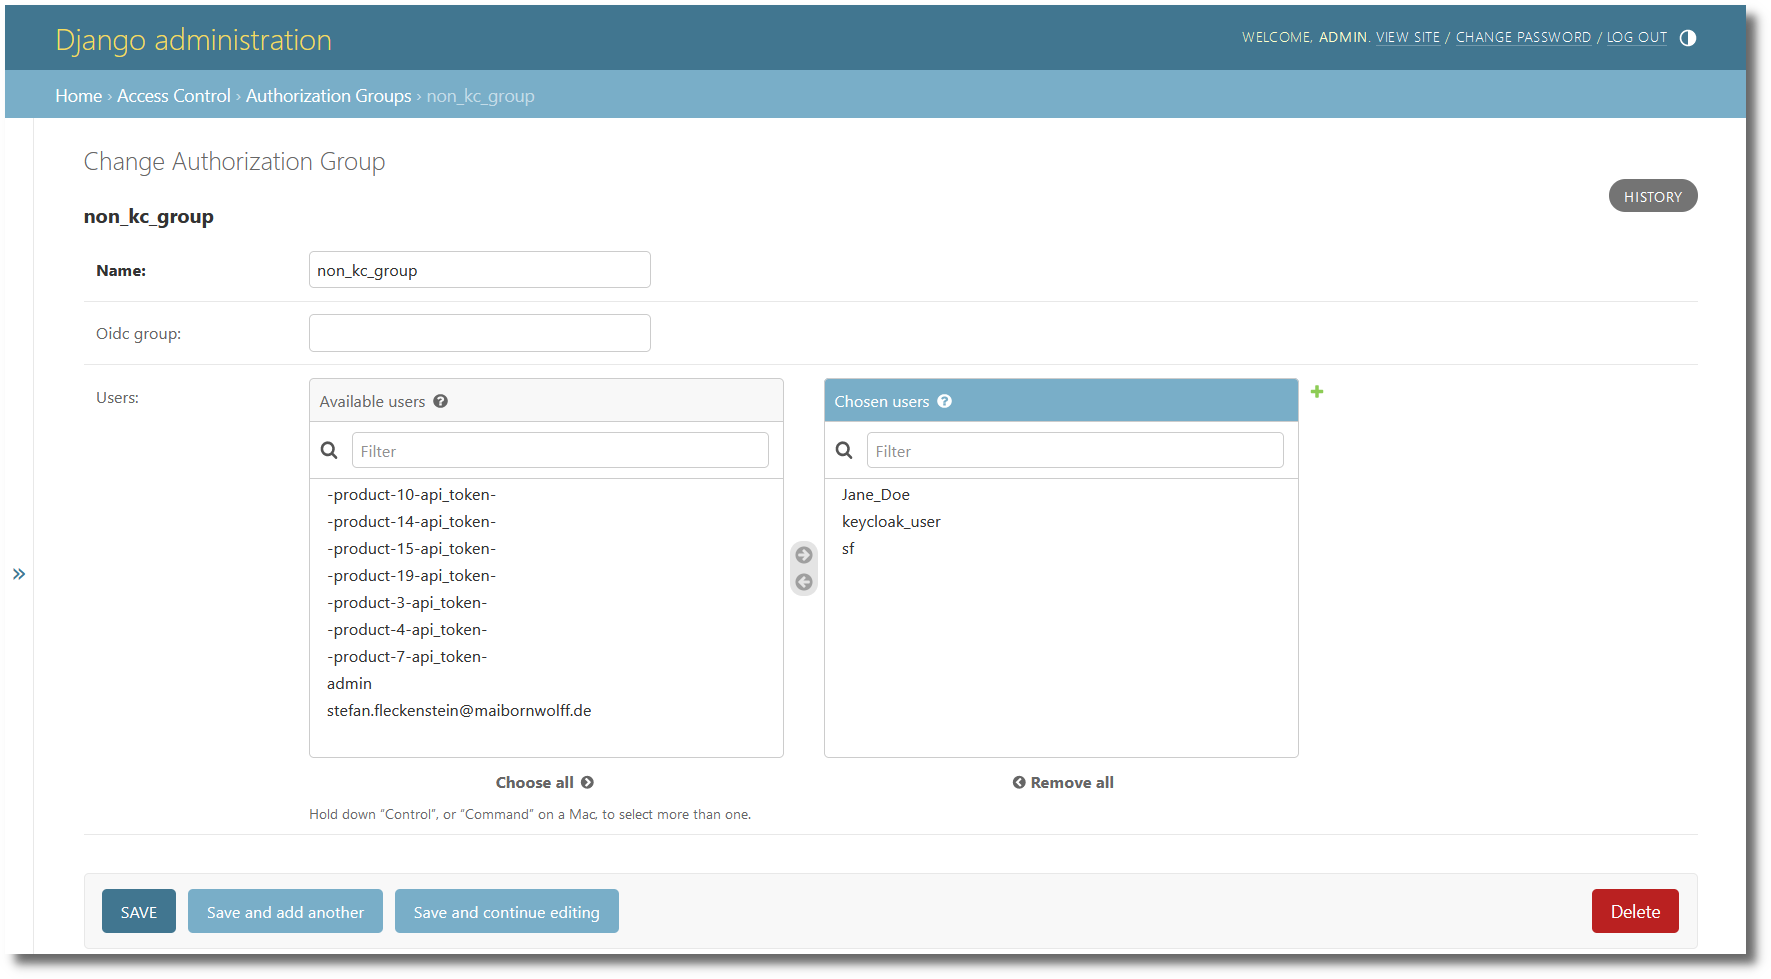 Django administration
WELCOME, ADMIN. VIEW SITE / CHANGE PASSWORD / LOG OUT
Home › Access Control › Authorization Groups › non_kc_group
Change Authorization Group
HISTORY
non_kc_group
Name:
non_kc_group
Oidc group:
Users:
Available users
Filter
-product-10-api_token-
-product-14-api_token-
-product-15-api_token-
-product-19-api_token-
-product-3-api_token-
-product-4-api_token-
-product-7-api_token-
admin
stefan.fleckenstein@maibornwolff.de
Choose all
Chosen users
Filter
Jane_Doe
keycloak_user
sf
Remove all
Hold down “Control”, or “Command” on a Mac, to select more than one.
SAVE
Save and add another
Save and continue editing
Delete